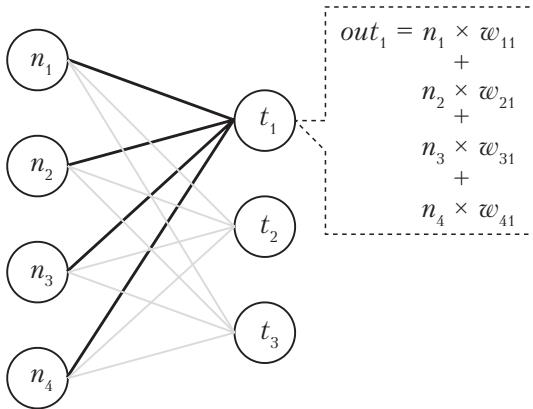 n₁
n₂
n₃
n₄
t₁
t₂
t₃
out₁ = n₁ × w₁₁
+
n₂ × w₂₁
+
n₃ × w₃₁
+
n₄ × w₄₁